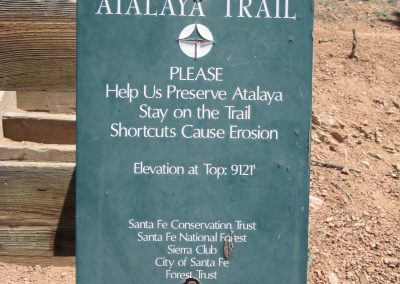 ATALAYA TRAIL
PLEASE
Help Us Preserve Atalaya
Stay on the Trail
Shortcuts Cause Erosion
Elevation at Top: 9121'
Santa Fe Conservation Trust
Santa Fe National Forest
Sierra Club
City of Santa Fe
Forest Trust